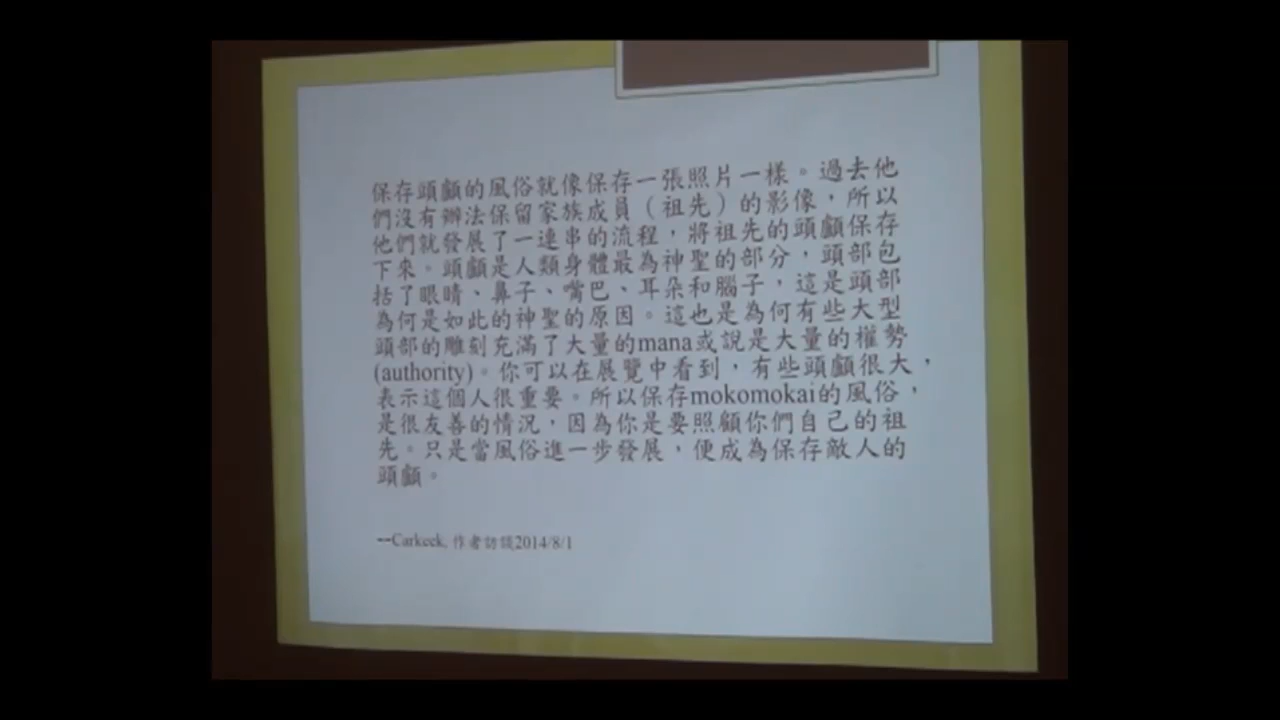 保存頭顱的風俗就像保存一張照片一樣。過去他
們沒有辦法保留家族成員（祖先）的影像，所以
他們就發展了一連串的流程，將祖先的頭顱保存
下來。頭顱是人類身體最為神聖的部分，頭部包
括了眼睛、鼻子、嘴巴、耳朵和腦子，這是頭部
為何是如此的神聖的原因。這也是為何有些大型
頭部的雕刻充滿了大量的mana或說是大量的權勢
(authority)。你可以在展覽中看到，有些頭顱很大，
表示這個人很重要。所以保存mokomokai的風俗，
是很友善的情況，因為你是要照顧你們自己的祖
先。只是當風俗進一步發展，便成為保存敵人的
頭顱。
--Carkeek, 作者訪談2014/8/1